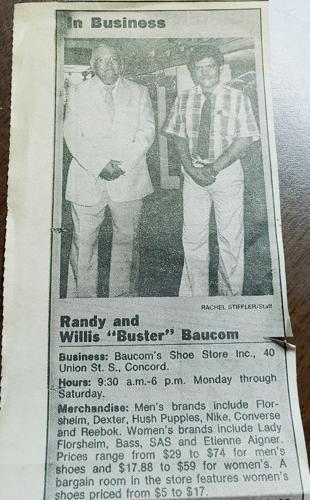 In Business
RACHEL STIFFLER/Staff
Randy and
Willis "Buster" Baucom
Business: Baucom's Shoe Store Inc., 40
Union St. S., Concord.
Hours: 9:30 a.m.-6 p.m. Monday through
Saturday.
Merchandise: Men's brands include Flor-
sheim, Dexter, Hush Puppies, Nike, Converse
and Reebok. Women's brands include Lady
Florsheim, Bass, SAS and Etienne Aigner.
Prices range from $29 to $74 for men's
shoes and $17.88 to $59 for women's. A
bargain room in the store features women's
shoes priced from $5 to $17.